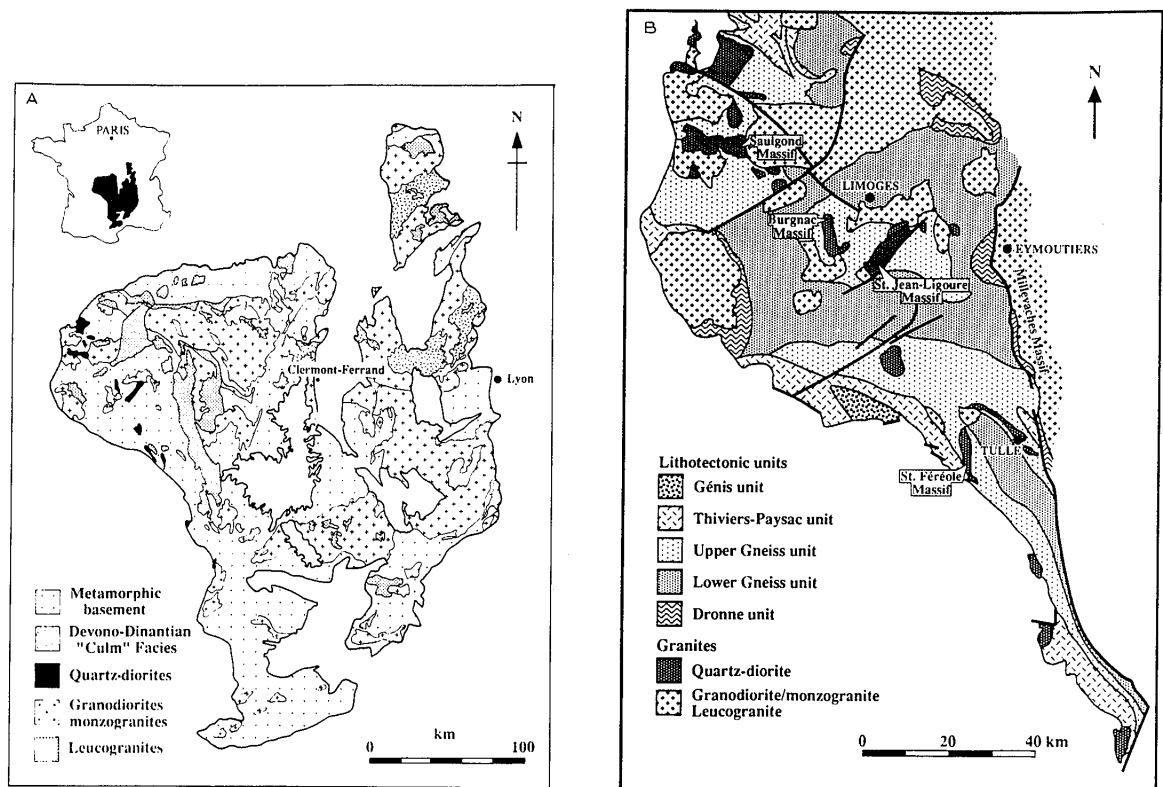 A
PARIS
N
Clermont-Ferrand
Lyon
Metamorphic
basement
Devono-Dinantian
"Culm" Facies
Quartz-diorites
Granodiorites
monzogranites
Leucogranites
km
0 100
B
N
Saulgond
Massif
LIMOGES
Burgnac
Massif
EYMOUTIERS
St. Jean-Ligoure
Massif
Millevaches Massif
TULLE
St. Féréole
Massif
Lithotectonic units
Génis unit
Thiviers-Paysac unit
Upper Gneiss unit
Lower Gneiss unit
Dronne unit
Granites
Quartz-diorite
Granodiorite/monzogranite
Leucogranite
0 20 40 km